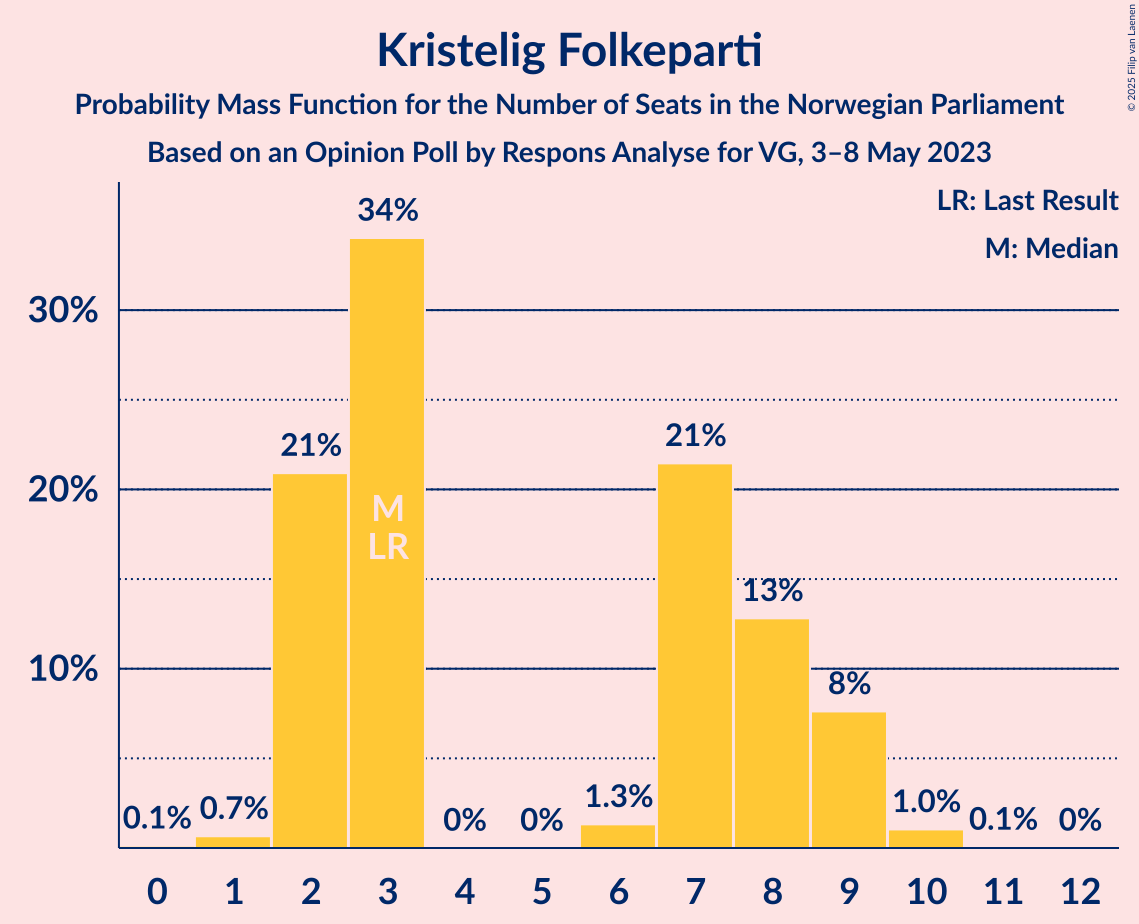 Kristelig Folkeparti
Probability Mass Function for the Number of Seats in the Norwegian Parliament
Based on an Opinion Poll by Respons Analyse for VG, 3–8 May 2023
© 2025 Filip van Laenen
LR: Last Result
M: Median
30%
20%
10%
0.1%
0.7%
21%
34%
M
LR
0%
0%
1.3%
21%
13%
8%
1.0%
0.1%
0%
0 1 2 3 4 5 6 7 8 9 10 11 12